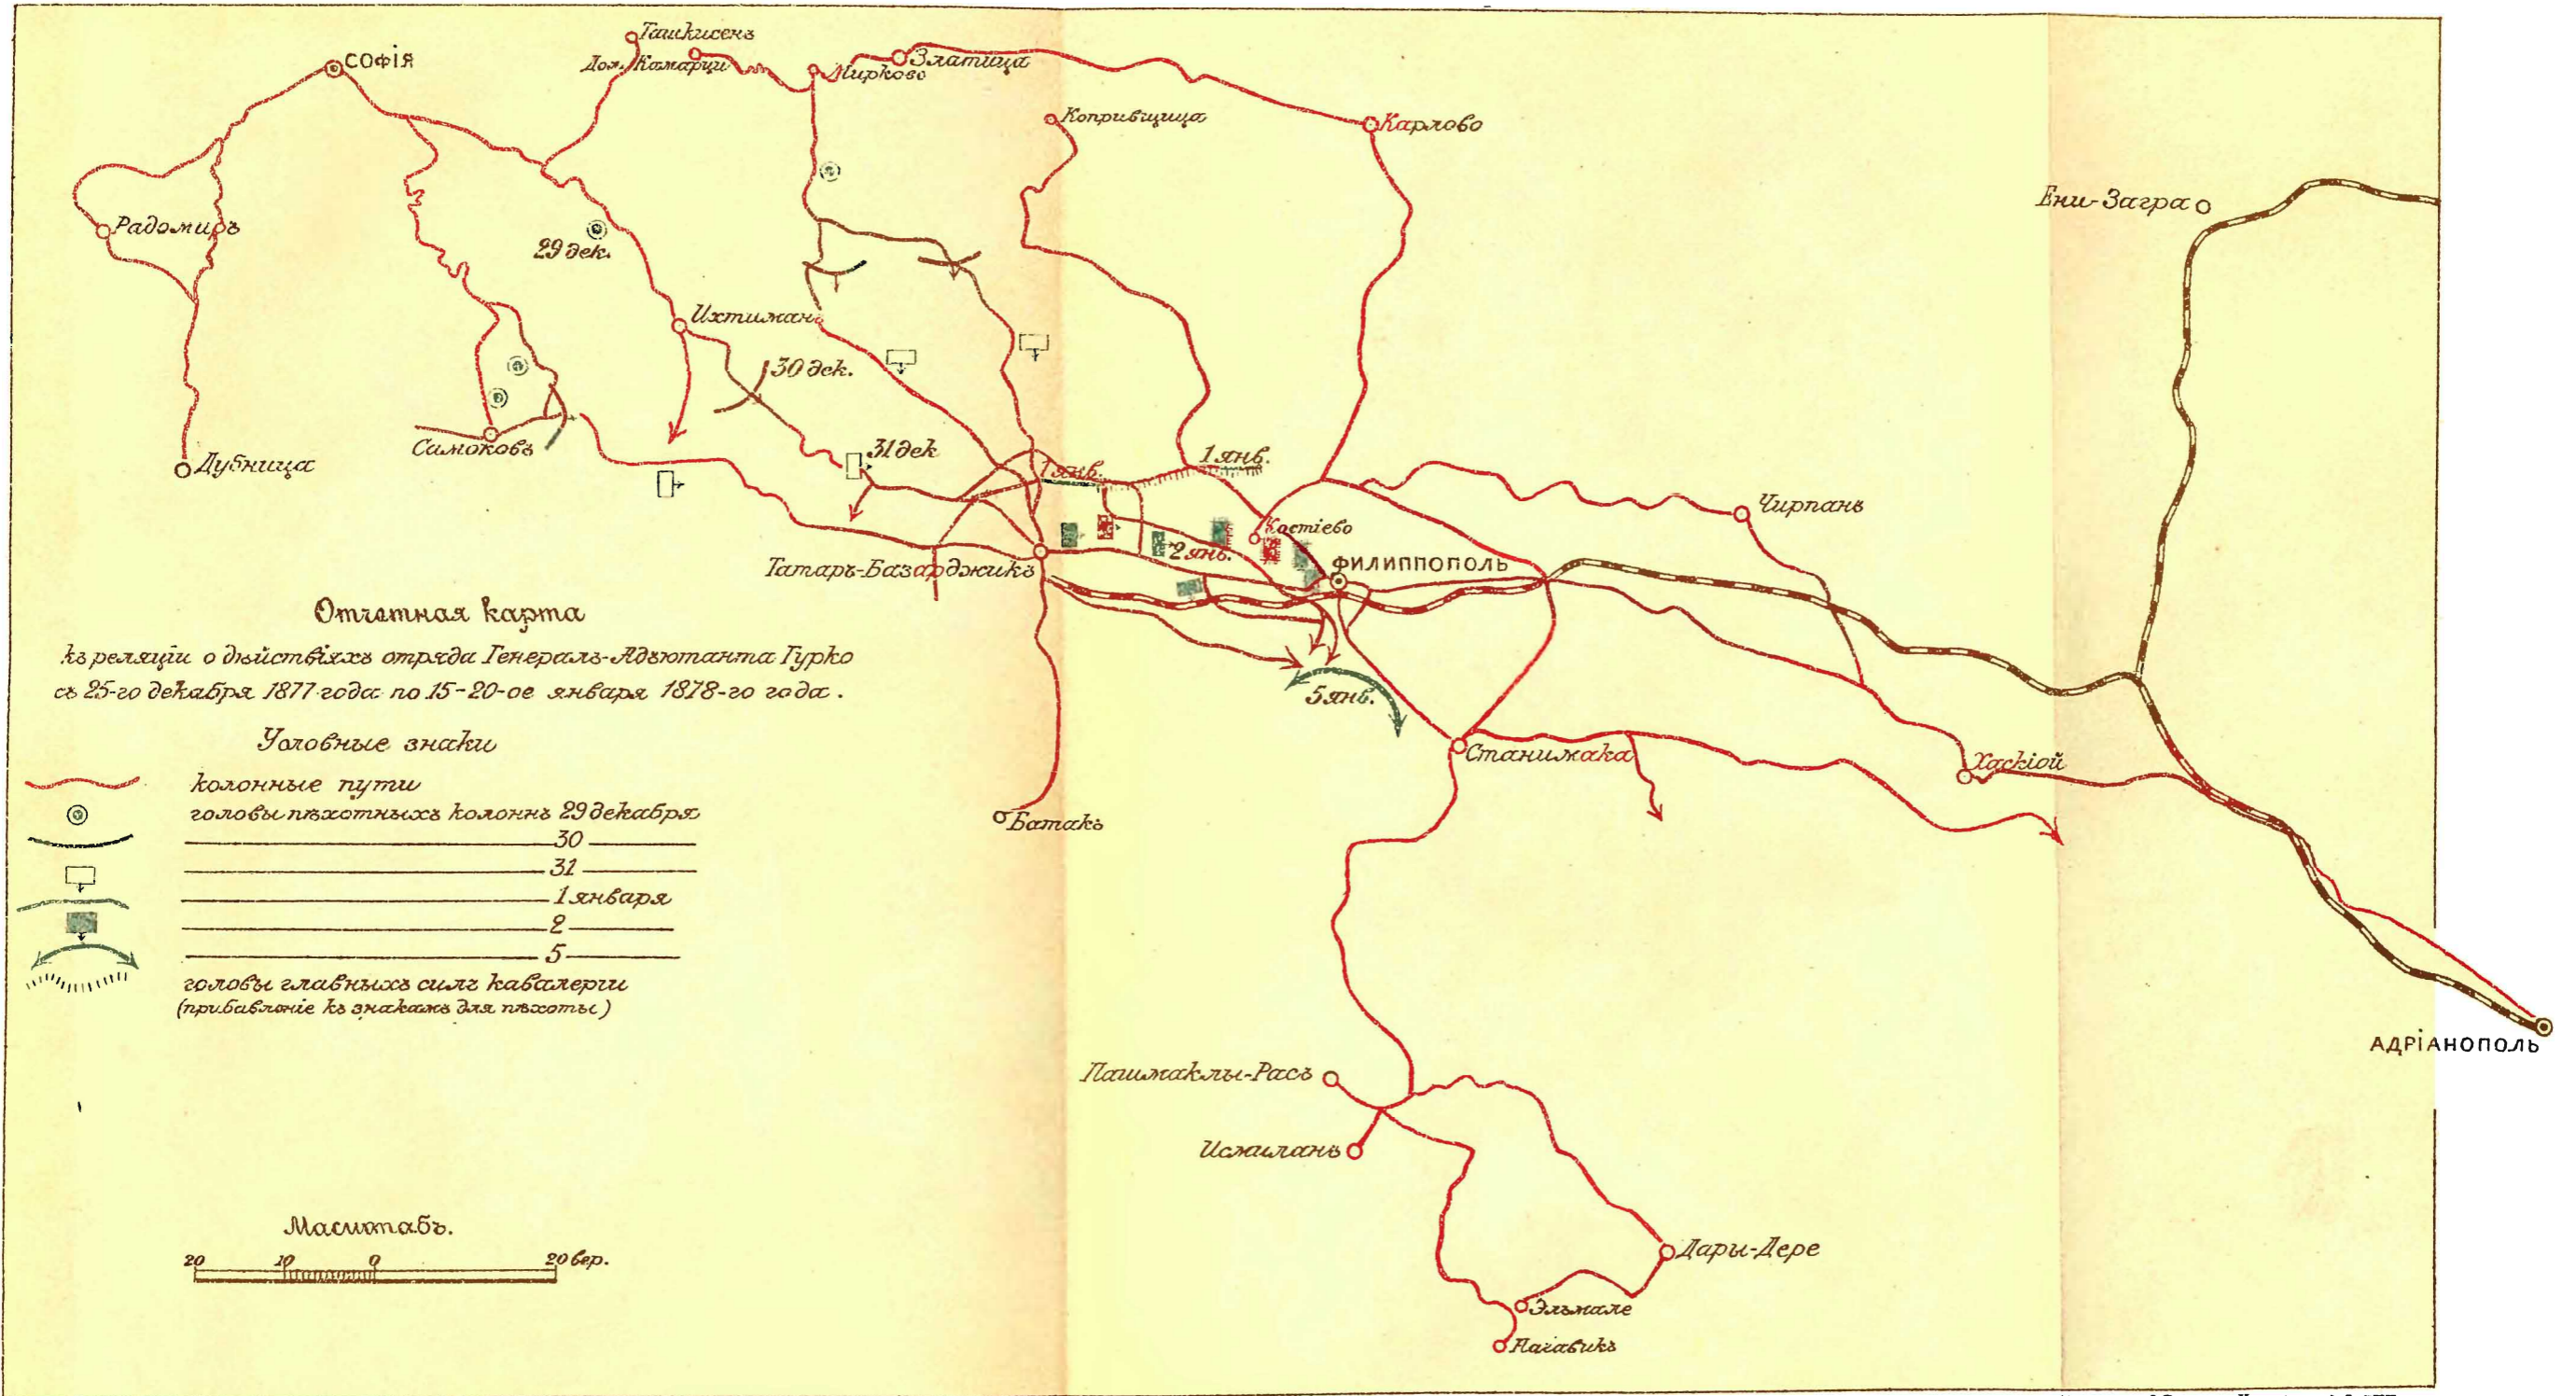 Ташкисенъ
СОФІЯ
Дол. Камарци
Мирково
Златица
Копривщица
Карлово
Ени-Загра
Радомиръ
29 дек.
Ихтиманъ
30 дек.
31 дек
1 янв.
1 янв.
Самоковъ
Дубница
Чирпанъ
Костіево
2 янв.
ФИЛИППОПОЛЬ
Татаръ-Базарджикъ
5 янв.
Станимака
Хаскіой
Батакъ
АДРІАНОПОЛЬ
Пашмаклы-Расъ
Исмиланъ
Дары-Дере
Эльмале
Отчетная карта
къ реляціи о дѣйствіяхъ отряда Генералъ-Адъютанта Гурко
съ 25-го декабря 1877 года по 15-20-ое января 1878-го года.
Условные знаки
колонные пути
головы пѣхотныхъ колоннъ 29 декабря
30
31
1 января
2
5
головы главныхъ силъ кавалеріи
(прибавленіе къ знакамъ для пѣхоты)
Масштабъ.
20 10 0 20 вер.